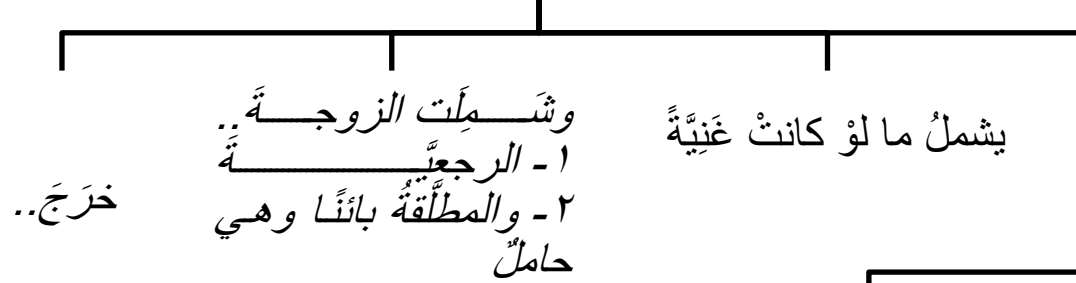 يشملُ ما لوْ كانتْ غَنِيَّةً
وشَمِلَت الزوجةَ..
١- الرجعيَّةَ
٢- والمطلَّقةُ بائنًا وهي
حاملٌ
خرَجَ..